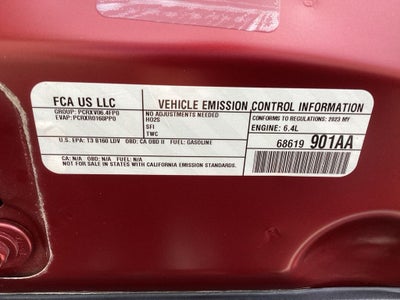 FCA US LLC
VEHICLE EMISSION CONTROL INFORMATION
GROUP: PCRXV06.4FP0
EVAP: PCRXR0160PP0
NO ADJUSTMENTS NEEDED
HO2S
SFI
TWC
CONFORMS TO REGULATIONS: 2023 MY
ENGINE: 6.4L
U.S. EPA: T3 B160 LDV OBD: CA OBD II FUEL: GASOLINE
CA: N/A OBD: N/A FUEL: N/A
NOT FOR SALE IN STATES WITH CALIFORNIA EMISSION STANDARDS.
68619 901AA